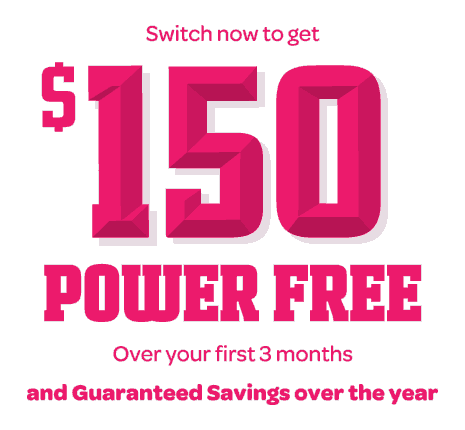 Switch now to get
$150
POWER FREE
Over your first 3 months
and Guaranteed Savings over the year